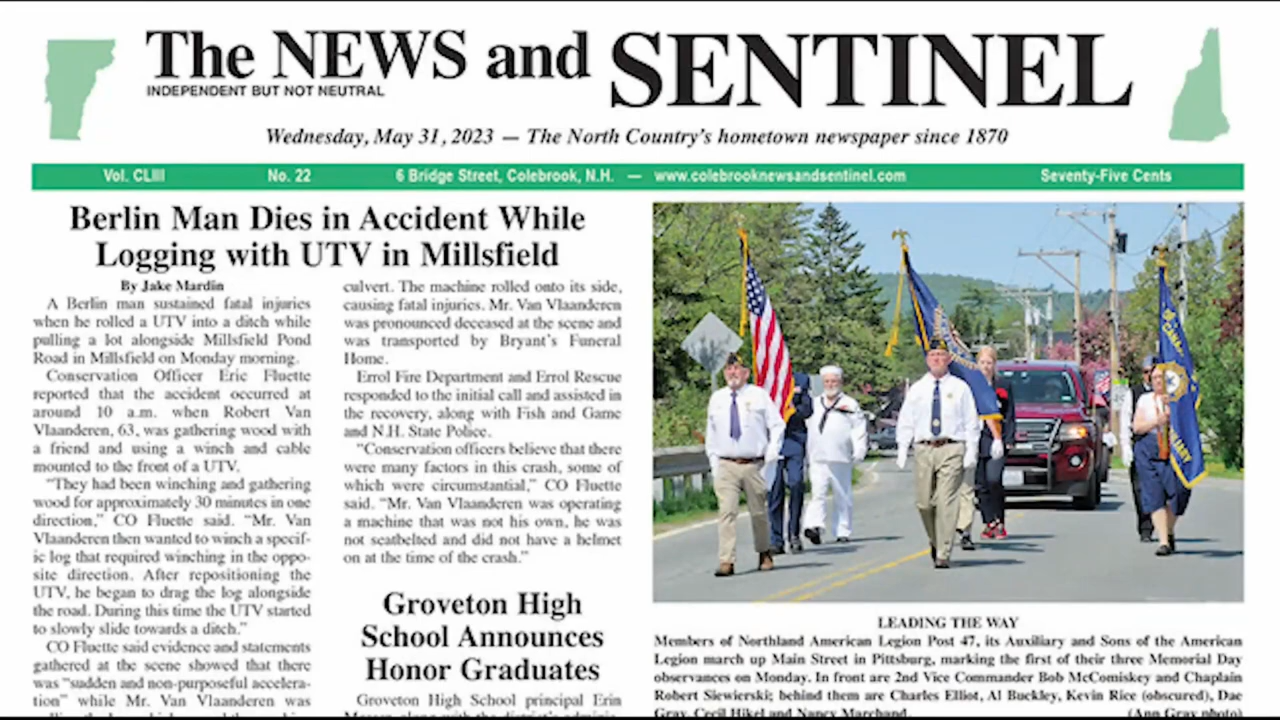 The NEWS and SENTINEL
INDEPENDENT BUT NOT NEUTRAL
Wednesday, May 31, 2023 — The North Country's hometown newspaper since 1870
Vol. CLIII No. 22 6 Bridge Street, Colebrook, N.H. — www.colebrooknewsandsentinel.com Seventy-Five Cents
Berlin Man Dies in Accident While
Logging with UTV in Millsfield
By Jake Mardin
A Berlin man sustained fatal injuries
when he rolled a UTV into a ditch while
pulling a lot alongside Millsfield Pond
Road in Millsfield on Monday morning.
Conservation Officer Eric Fluette
reported that the accident occurred at
around 10 a.m. when Robert Van
Vlaanderen, 63, was gathering wood with
a friend and using a winch and cable
mounted to the front of a UTV.
“They had been winching and gathering
wood for approximately 30 minutes in one
direction,” CO Fluette said. “Mr. Van
Vlaanderen then wanted to winch a specif-
ic log that required winching in the oppo-
site direction. After repositioning the
UTV, he began to drag the log alongside
the road. During this time the UTV started
to slowly slide towards a ditch.”
CO Fluette said evidence and statements
gathered at the scene showed that there
was “sudden and non-purposeful accelera-
tion” while Mr. Van Vlaanderen was
culvert. The machine rolled onto its side,
causing fatal injuries. Mr. Van Vlaanderen
was pronounced deceased at the scene and
was transported by Bryant's Funeral
Home.
Errol Fire Department and Errol Rescue
responded to the initial call and assisted in
the recovery, along with Fish and Game
and N.H. State Police.
“Conservation officers believe that there
were many factors in this crash, some of
which were circumstantial,” CO Fluette
said. “Mr. Van Vlaanderen was operating
a machine that was not his own, he was
not seatbelted and did not have a helmet
on at the time of the crash.”
Groveton High
School Announces
Honor Graduates
Groveton High School principal Erin
LEADING THE WAY
Members of Northland American Legion Post 47, its Auxiliary and Sons of the American
Legion march up Main Street in Pittsburg, marking the first of their three Memorial Day
observances on Monday. In front are 2nd Vice Commander Bob McComiskey and Chaplain
Robert Siewierski; behind them are Charles Elliot, Al Buckley, Kevin Rice (obscured), Dae
Gray, Cecil Hikel and Nancy Marchand. (Ann Gray photo)